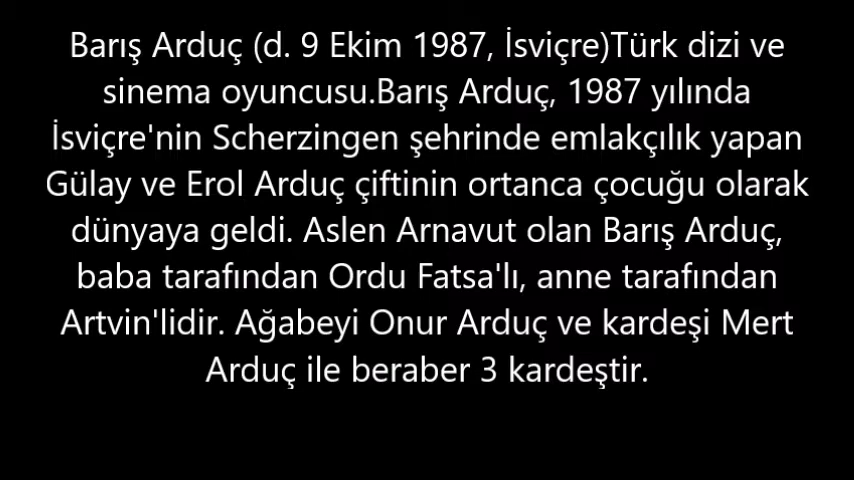 Barış Arduç (d. 9 Ekim 1987, İsviçre)Türk dizi ve
sinema oyuncusu.Barış Arduç, 1987 yılında
İsviçre'nin Scherzingen şehrinde emlakçılık yapan
Gülay ve Erol Arduç çiftinin ortanca çocuğu olarak
dünyaya geldi. Aslen Arnavut olan Barış Arduç,
baba tarafından Ordu Fatsa'lı, anne tarafından
Artvin'lidir. Ağabeyi Onur Arduç ve kardeşi Mert
Arduç ile beraber 3 kardeştir.